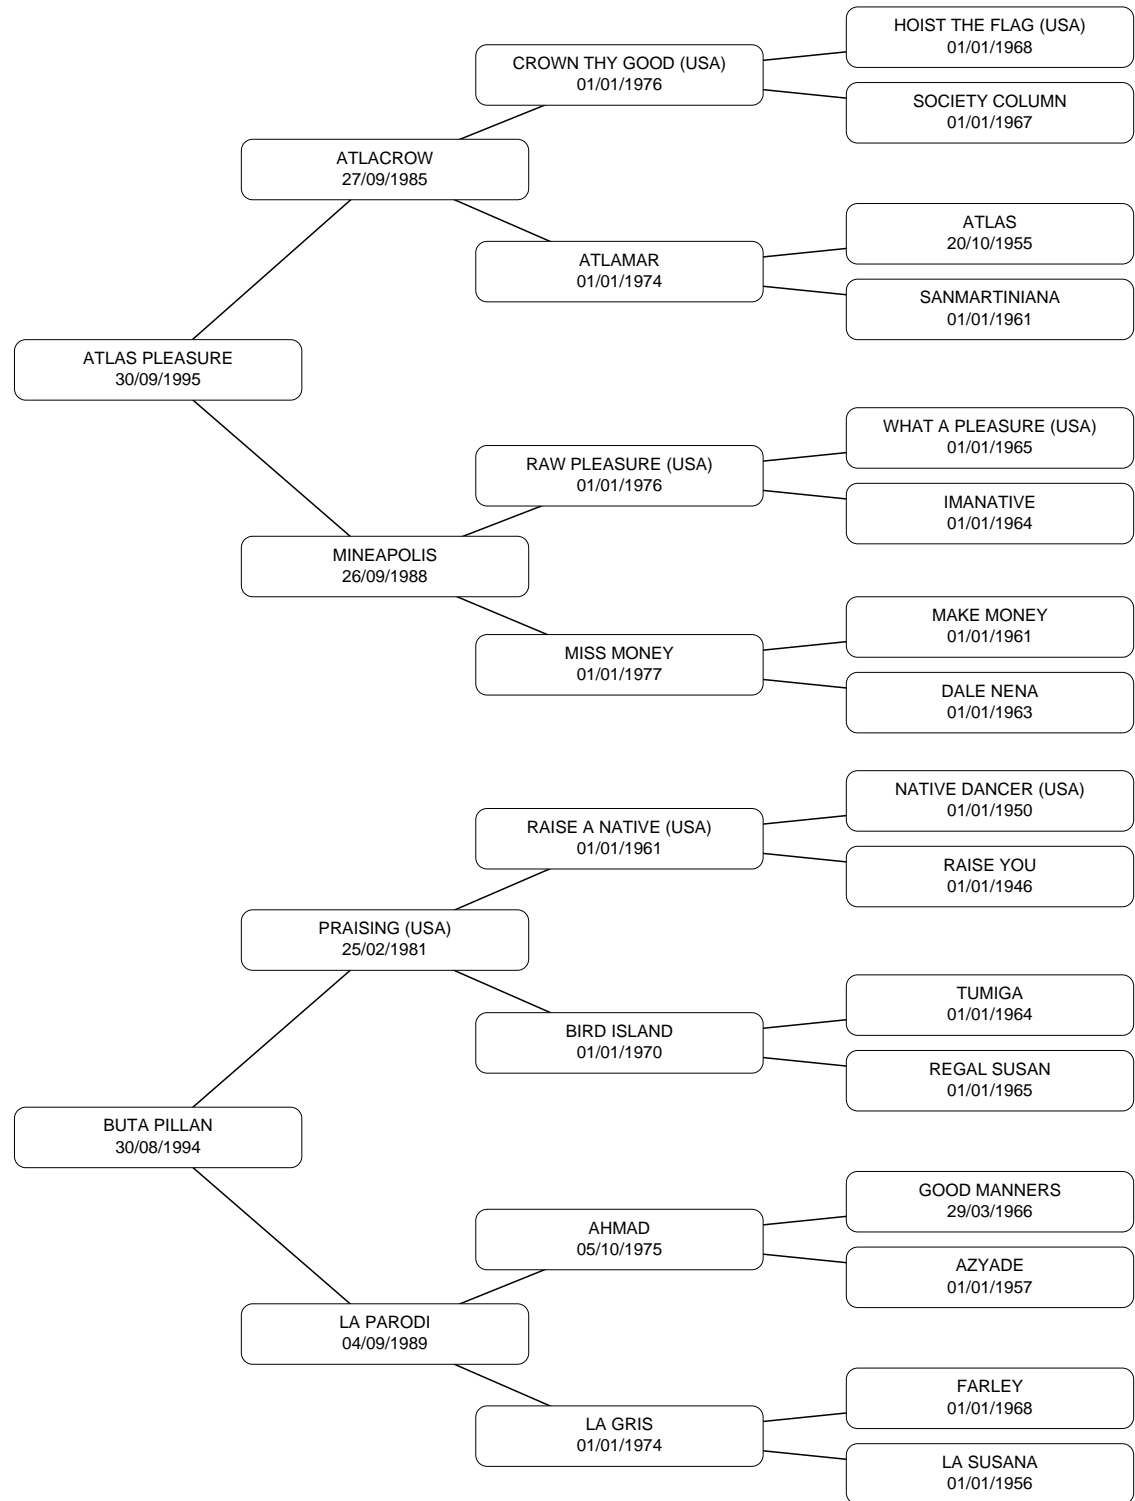 HOIST THE FLAG (USA)
01/01/1968
CROWN THY GOOD (USA)
01/01/1976
SOCIETY COLUMN
01/01/1967
ATLACROW
27/09/1985
ATLAS
20/10/1955
ATLAMAR
01/01/1974
SANMARTINIANA
01/01/1961
ATLAS PLEASURE
30/09/1995
WHAT A PLEASURE (USA)
01/01/1965
RAW PLEASURE (USA)
01/01/1976
IMANATIVE
01/01/1964
MINEAPOLIS
26/09/1988
MAKE MONEY
01/01/1961
MISS MONEY
01/01/1977
DALE NENA
01/01/1963
NATIVE DANCER (USA)
01/01/1950
RAISE A NATIVE (USA)
01/01/1961
RAISE YOU
01/01/1946
PRAISING (USA)
25/02/1981
TUMIGA
01/01/1964
BIRD ISLAND
01/01/1970
REGAL SUSAN
01/01/1965
BUTA PILLAN
30/08/1994
GOOD MANNERS
29/03/1966
AHMAD
05/10/1975
AZYADE
01/01/1957
LA PARODI
04/09/1989
FARLEY
01/01/1968
LA GRIS
01/01/1974
LA SUSANA
01/01/1956